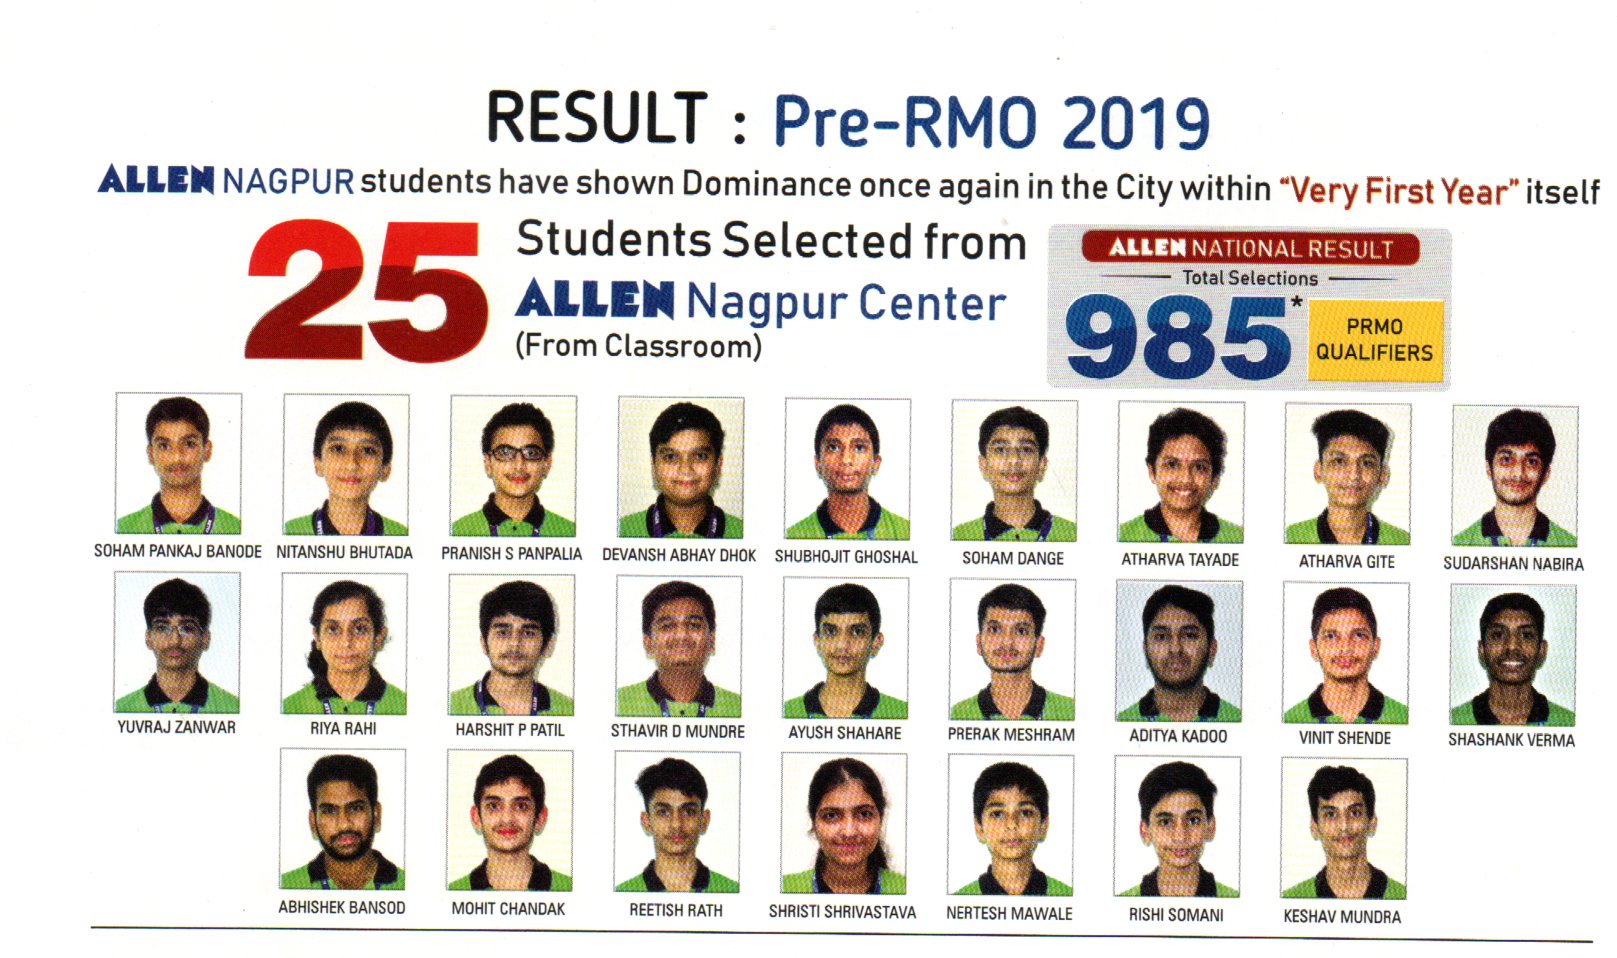 RESULT : Pre-RMO 2019
ALLEN NAGPUR students have shown Dominance once again in the City within "Very First Year" itself
25 Students Selected from
ALLEN Nagpur Center
(From Classroom)
ALLEN NATIONAL RESULT
Total Selections
985*
PRMO
QUALIFIERS
SOHAM PANKAJ BANODE NITANSHU BHUTADA PRANISH S PANPALIA DEVANSH ABHAY DHOK SHUBHOJIT GHOSHAL SOHAM DANGE ATHARVA TAYADE ATHARVA GITE SUDARSHAN NABIRA
YUVRAJ ZANWAR RIYA RAHI HARSHIT P PATIL STHAVIR D MUNDRE AYUSH SHAHARE PRERAK MESHRAM ADITYA KADOO VINIT SHENDE SHASHANK VERMA
ABHISHEK BANSOD MOHIT CHANDAK REETISH RATH SHRISTI SHRIVASTAVA NERTESH MAWALE RISHI SOMANI KESHAV MUNDRA